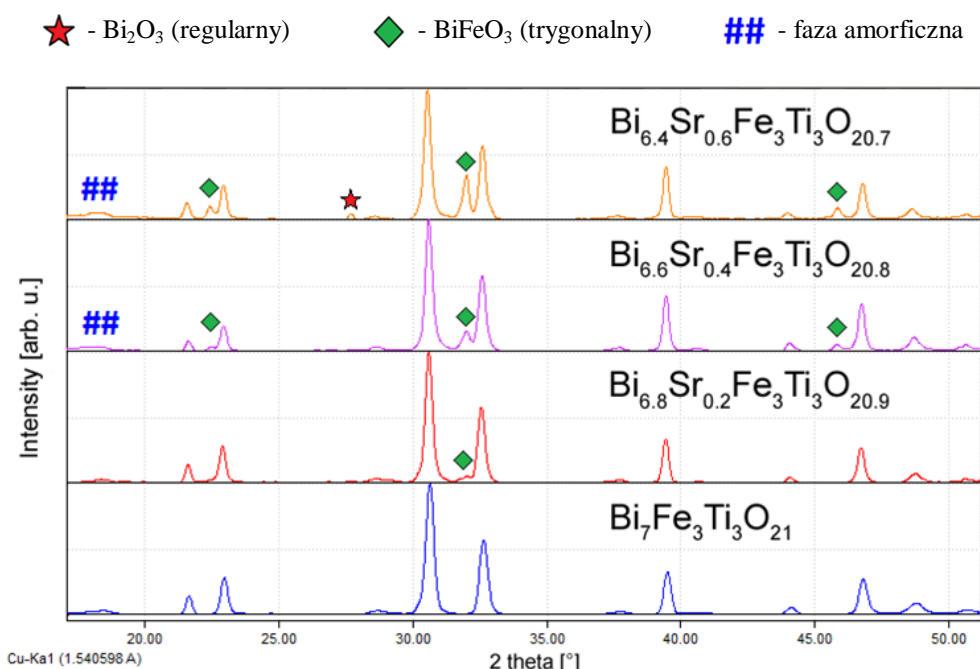 - Bi₂O₃ (regularny) - BiFeO₃ (trygonalny) ## - faza amorficzna
Bi₆.₄Sr₀.₆Fe₃Ti₃O₂₀.₇
##
Bi₆.₆Sr₀.₄Fe₃Ti₃O₂₀.₈
##
Bi₆.₈Sr₀.₂Fe₃Ti₃O₂₀.₉
Bi₇Fe₃Ti₃O₂₁
Intensity [arb. u.]
20.00 25.00 30.00 35.00 40.00 45.00 50.00
Cu-Ka1 (1.540598 A)
2 theta [°]